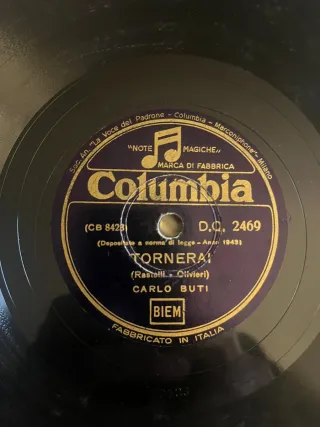 Soc. An. "La Voce del Padrone - Columbia - Marconiphone" - Milano
"NOTE MAGICHE"
MARCA DI FABBRICA
Columbia
(CB 8423) D.Q. 2469
(Depositato a norma di legge - Anno 1943)
TORNERAI
(Rastelli - Olivieri)
CARLO BUTI
BIEM
FABBRICATO IN ITALIA